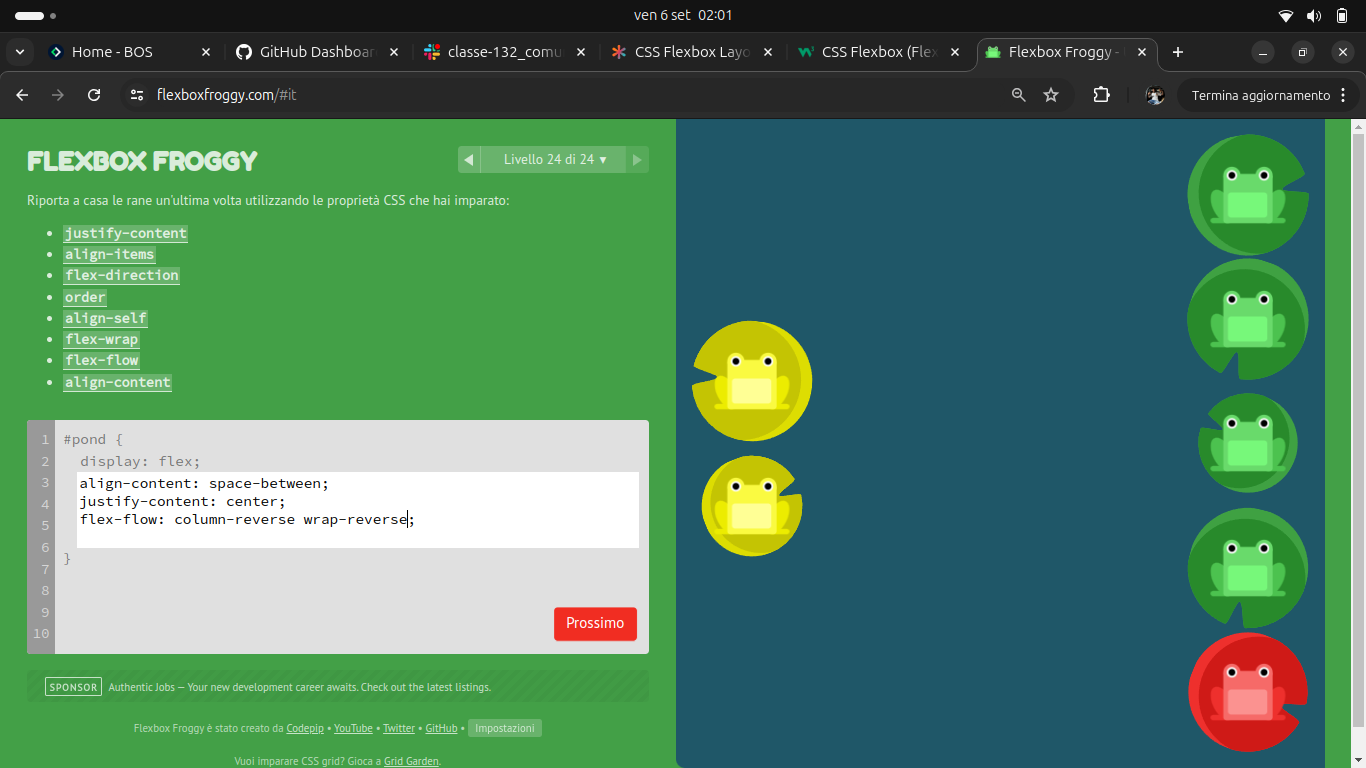 ven 6 set 02:01
Home - BOS
GitHub Dashboar
classe-132_comu
CSS Flexbox Layo
CSS Flexbox (Flex
Flexbox Froggy -
flexboxfroggy.com/#it
Termina aggiornamento
FLEXBOX FROGGY
Livello 24 di 24 ▾
Riporta a casa le rane un'ultima volta utilizzando le proprietà CSS che hai imparato:
justify-content
align-items
flex-direction
order
align-self
flex-wrap
flex-flow
align-content
1 #pond {
2 display: flex;
3 align-content: space-between;
4 justify-content: center;
5 flex-flow: column-reverse wrap-reverse;
6 }
7
8
9
10
Prossimo
SPONSOR Authentic Jobs — Your new development career awaits. Check out the latest listings.
Flexbox Froggy è stato creato da Codepip • YouTube • Twitter • GitHub • Impostazioni
Vuoi imparare CSS grid? Gioca a Grid Garden.